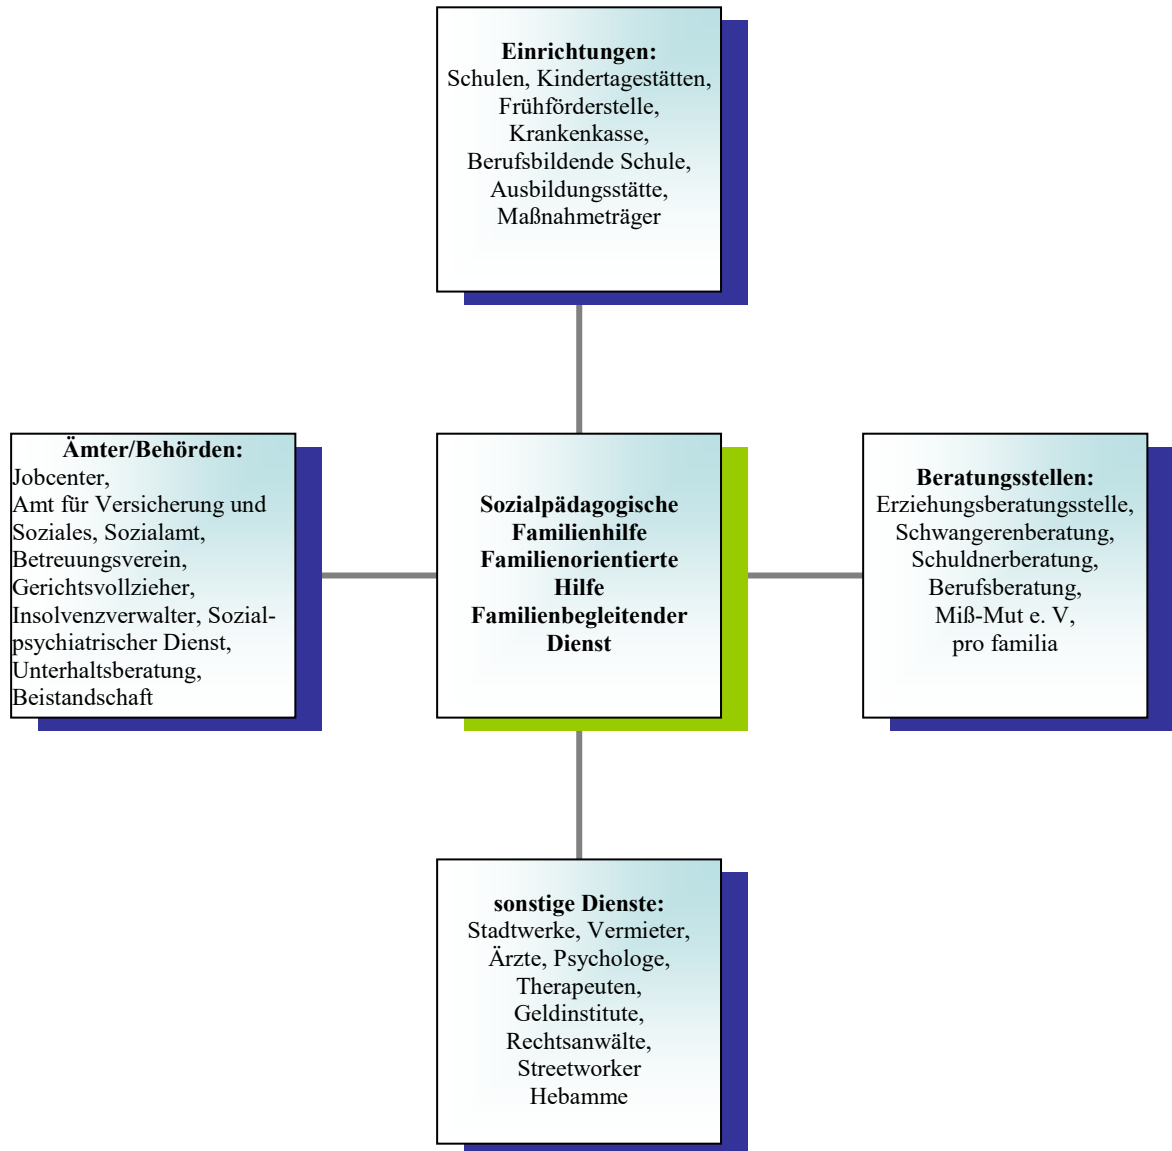 Einrichtungen:
Schulen, Kindertagestätten,
Frühförderstelle,
Krankenkasse,
Berufsbildende Schule,
Ausbildungsstätte,
Maßnahmeträger
Ämter/Behörden:
Jobcenter,
Amt für Versicherung und
Soziales, Sozialamt,
Betreuungsverein,
Gerichtsvollzieher,
Insolvenzverwalter, Sozial-
psychiatrischer Dienst,
Unterhaltsberatung,
Beistandschaft
Sozialpädagogische
Familienhilfe
Familienorientierte
Hilfe
Familienbegleitender
Dienst
Beratungsstellen:
Erziehungsberatungsstelle,
Schwangerenberatung,
Schuldnerberatung,
Berufsberatung,
Miß-Mut e. V,
pro familia
sonstige Dienste:
Stadtwerke, Vermieter,
Ärzte, Psychologe,
Therapeuten,
Geldinstitute,
Rechtsanwälte,
Streetworker
Hebamme